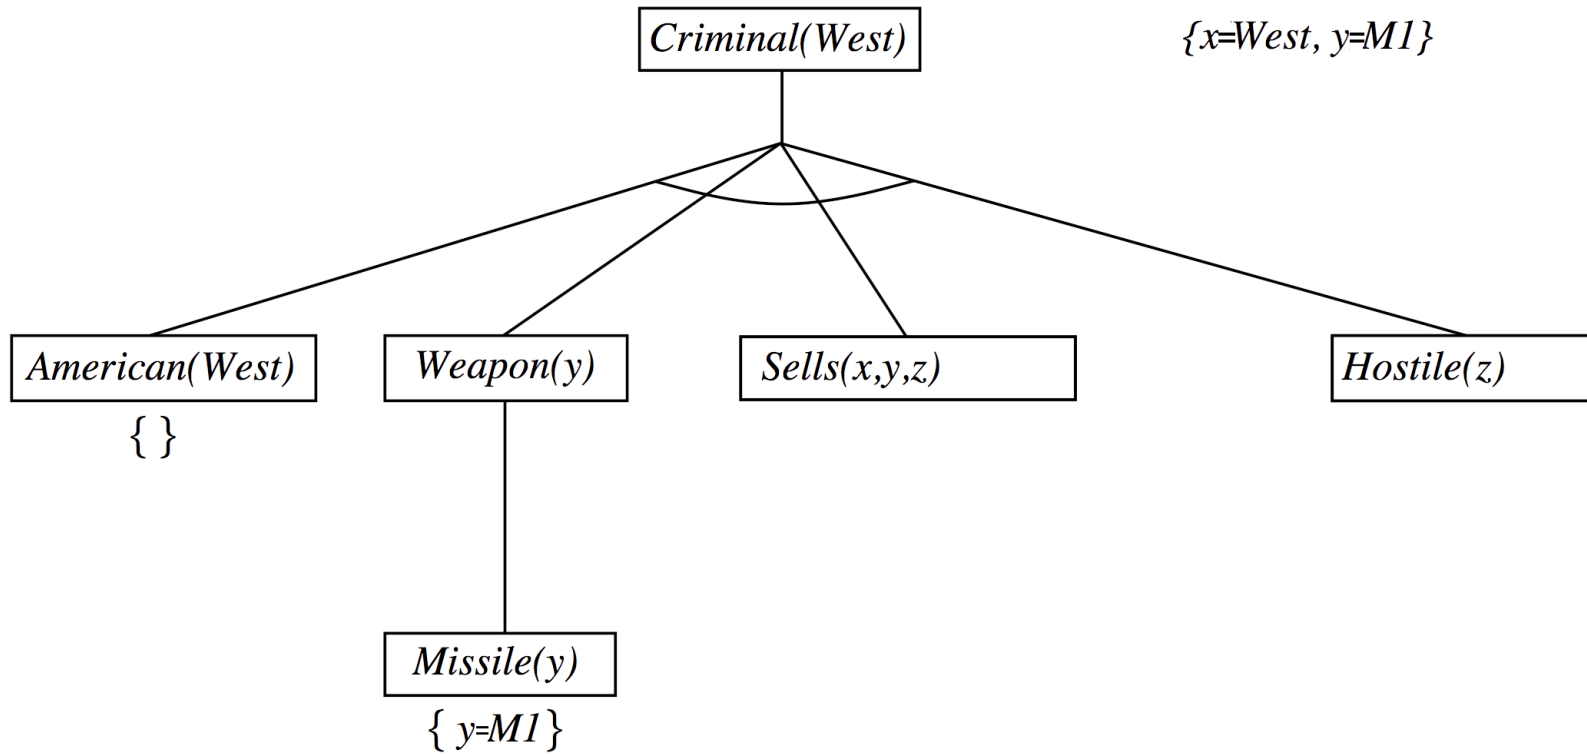 Criminal(West)
{x=West, y=M1}
American(West)
Weapon(y)
Sells(x,y,z)
Hostile(z)
{ }
Missile(y)
{ y=M1}